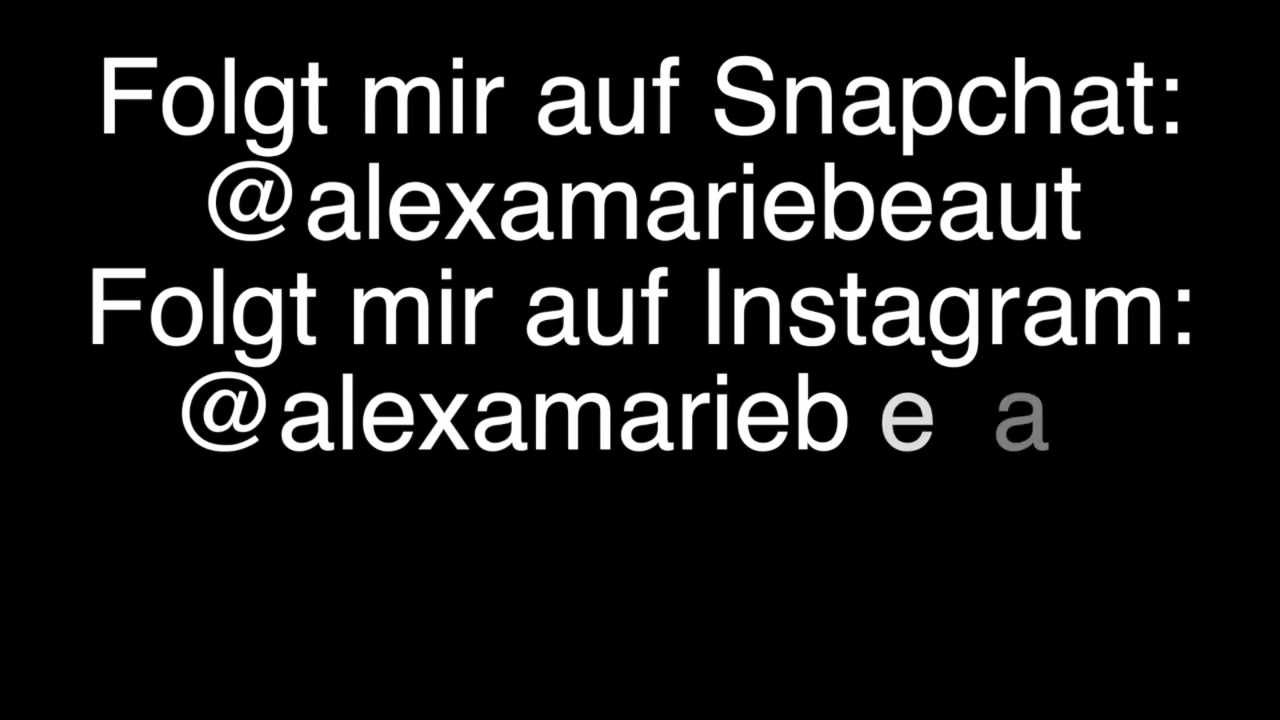 Folgt mir auf Snapchat:
@alexamariebeaut
Folgt mir auf Instagram:
@alexamariebea